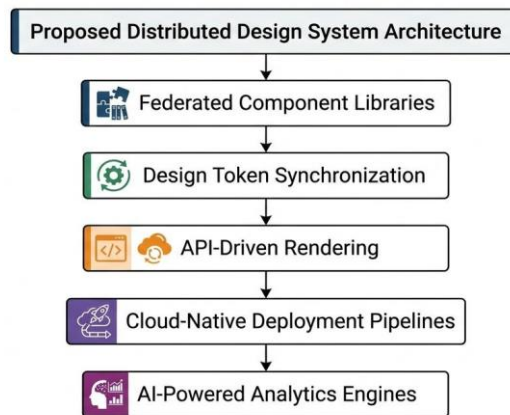 Proposed Distributed Design System Architecture
Federated Component Libraries
Design Token Synchronization
</>
API-Driven Rendering
Cloud-Native Deployment Pipelines
AI-Powered Analytics Engines